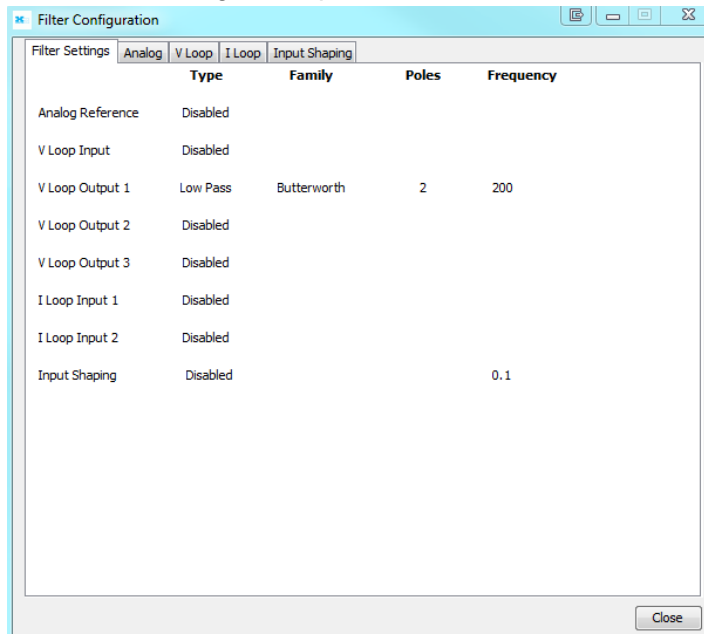 Filter Configuration
Filter Settings Analog V Loop I Loop Input Shaping
Type Family Poles Frequency
Analog Reference Disabled
V Loop Input Disabled
V Loop Output 1 Low Pass Butterworth 2 200
V Loop Output 2 Disabled
V Loop Output 3 Disabled
I Loop Input 1 Disabled
I Loop Input 2 Disabled
Input Shaping Disabled 0.1
Close